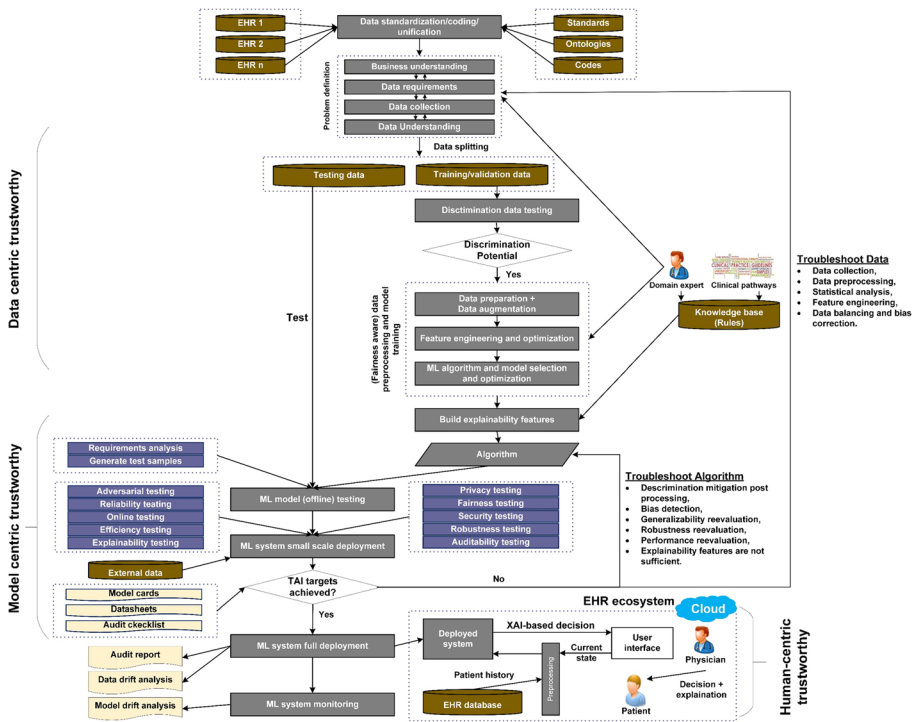 EHR 1
EHR 2
EHR n
Data standardization/coding/
unification
Standards
Ontologies
Codes
Problem definition
Business understanding
Data requirements
Data collection
Data Understanding
Data splitting
Testing data
Training/validation data
Data centric trustworthy
Disctimination data testing
Discrimination
Potential
Yes
Test
(Fairness aware) data
preprocessing and model
training
Data preparation +
Data augmentation
Feature engineering and optimization
ML algorithm and model selection
and optimization
Build explainability features
Algorithm
CLINICAL
PRACTICE GUIDELINES
Domain expert
Clinical pathways
Knowledge base
(Rules)
Troubleshoot Data
• Data collection,
• Data preprocessing,
• Statistical analysis,
• Feature engineering,
• Data balancing and bias
correction.
Model centric trustworthy
Requirements analysis
Generate test samples
Adversarial testing
Reliability testing
Online testing
Efficiency testing
Explainability testing
External data
Model cards
Datasheets
Audit ckecklist
ML model (offline) testing
ML system small scale deployment
Privacy testing
Fairness testing
Security testing
Robustness testing
Auditability testing
Troubleshoot Algorithm
• Descrimination mitigation post
processing,
• Bias detection,
• Generalizability reevaluation,
• Robustness reevaluation,
• Performance reevaluation,
• Explainability features are not
sufficient.
TAI targets
achieved?
No
Yes
ML system full deployment
ML system monitoring
Audit report
Data drift analysis
Model drift analysis
EHR ecosystem
Cloud
Deployed
system
XAI-based decision
User
interface
Current
state
Physician
Preprocessing
Patient history
EHR database
Decision +
explaination
Patient
Human-centric
trustworthy